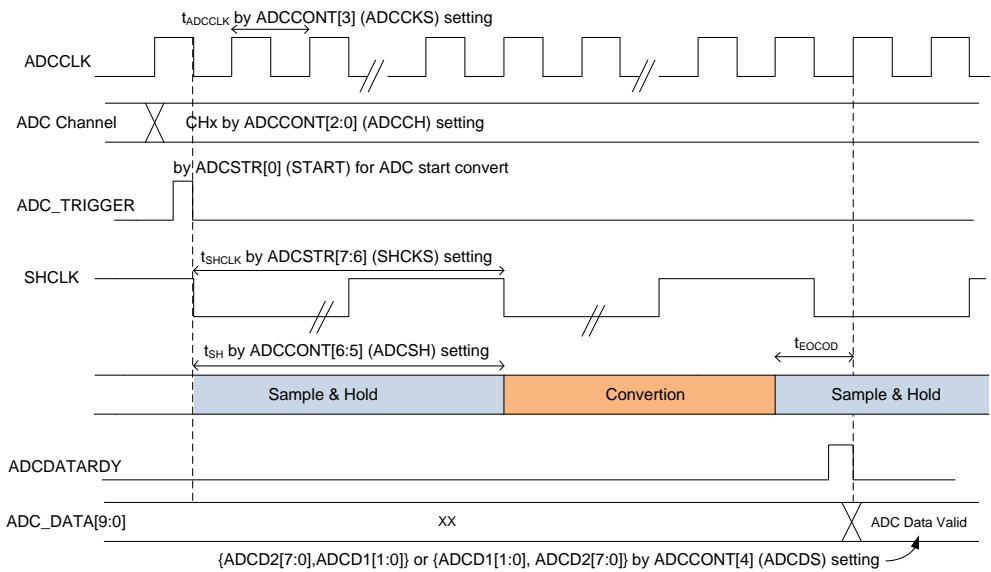 tADCCLK by ADCCONT[3] (ADCCKS) setting
ADCCLK
ADC Channel
CHx by ADCCONT[2:0] (ADCCH) setting
by ADCSTR[0] (START) for ADC start convert
ADC_TRIGGER
tSHCLK by ADCSTR[7:6] (SHCKS) setting
SHCLK
tSH by ADCCONT[6:5] (ADCSH) setting
tEOCOD
Sample & Hold
Convertion
Sample & Hold
ADCDATARDY
ADC_DATA[9:0]
XX
ADC Data Valid
{ADCD2[7:0],ADCD1[1:0]} or {ADCD1[1:0], ADCD2[7:0]} by ADCCONT[4] (ADCDS) setting